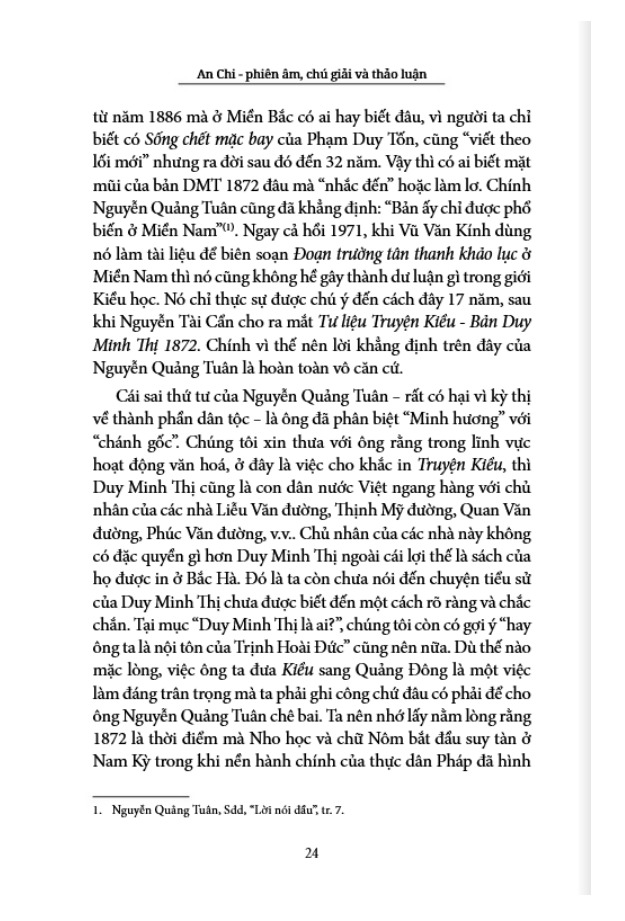 An Chi - phiên âm, chú giải và thảo luận
từ năm 1886 mà ở Miền Bắc có ai hay biết đâu, vì người ta chỉ
biết có Sống chết mặc bay của Phạm Duy Tốn, cũng “viết theo
lối mới” nhưng ra đời sau đó đến 32 năm. Vậy thì có ai biết mặt
mũi của bản DMT 1872 đâu mà “nhắc đến” hoặc làm lơ. Chính
Nguyễn Quảng Tuân cũng đã khẳng định: “Bản ấy chỉ được phổ
biến ở Miền Nam”(1). Ngay cả hồi 1971, khi Vũ Văn Kính dùng
nó làm tài liệu để biên soạn Đoạn trường tân thanh khảo lục ở
Miền Nam thì nó cũng không hề gây thành dư luận gì trong giới
Kiều học. Nó chỉ thực sự được chú ý đến cách đây 17 năm, sau
khi Nguyễn Tài Cẩn cho ra mắt Tư liệu Truyện Kiều - Bản Duy
Minh Thị 1872. Chính vì thế nên lời khẳng định trên đây của
Nguyễn Quảng Tuân là hoàn toàn vô căn cứ.
Cái sai thứ tư của Nguyễn Quảng Tuân – rất có hại vì kỳ thị
về thành phần dân tộc – là ông đã phân biệt “Minh hương” với
“chánh gốc”. Chúng tôi xin thưa với ông rằng trong lĩnh vực
hoạt động văn hoá, ở đây là việc cho khắc in Truyện Kiều, thì
Duy Minh Thị cũng là con dân nước Việt ngang hàng với chủ
nhân của các nhà Liễu Văn đường, Thịnh Mỹ đường, Quan Văn
đường, Phúc Văn đường, v.v.. Chủ nhân của các nhà này không
có đặc quyền gì hơn Duy Minh Thị ngoài cái lợi thế là sách của
họ được in ở Bắc Hà. Đó là ta còn chưa nói đến chuyện tiểu sử
của Duy Minh Thị chưa được biết đến một cách rõ ràng và chắc
chắn. Tại mục “Duy Minh Thị là ai?”, chúng tôi còn có gợi ý “hay
ông ta là nội tôn của Trịnh Hoài Đức” cũng nên nữa. Dù thế nào
mặc lòng, việc ông ta đưa Kiều sang Quảng Đông là một việc
làm đáng trân trọng mà ta phải ghi công chứ đâu có phải để cho
ông Nguyễn Quảng Tuân chê bai. Ta nên nhớ lấy nằm lòng rằng
1872 là thời điểm mà Nho học và chữ Nôm bắt đầu suy tàn ở
Nam Kỳ trong khi nền hành chính của thực dân Pháp đã hình
1. Nguyễn Quảng Tuân, Sdd, “Lời nói đầu”, tr. 7.
24